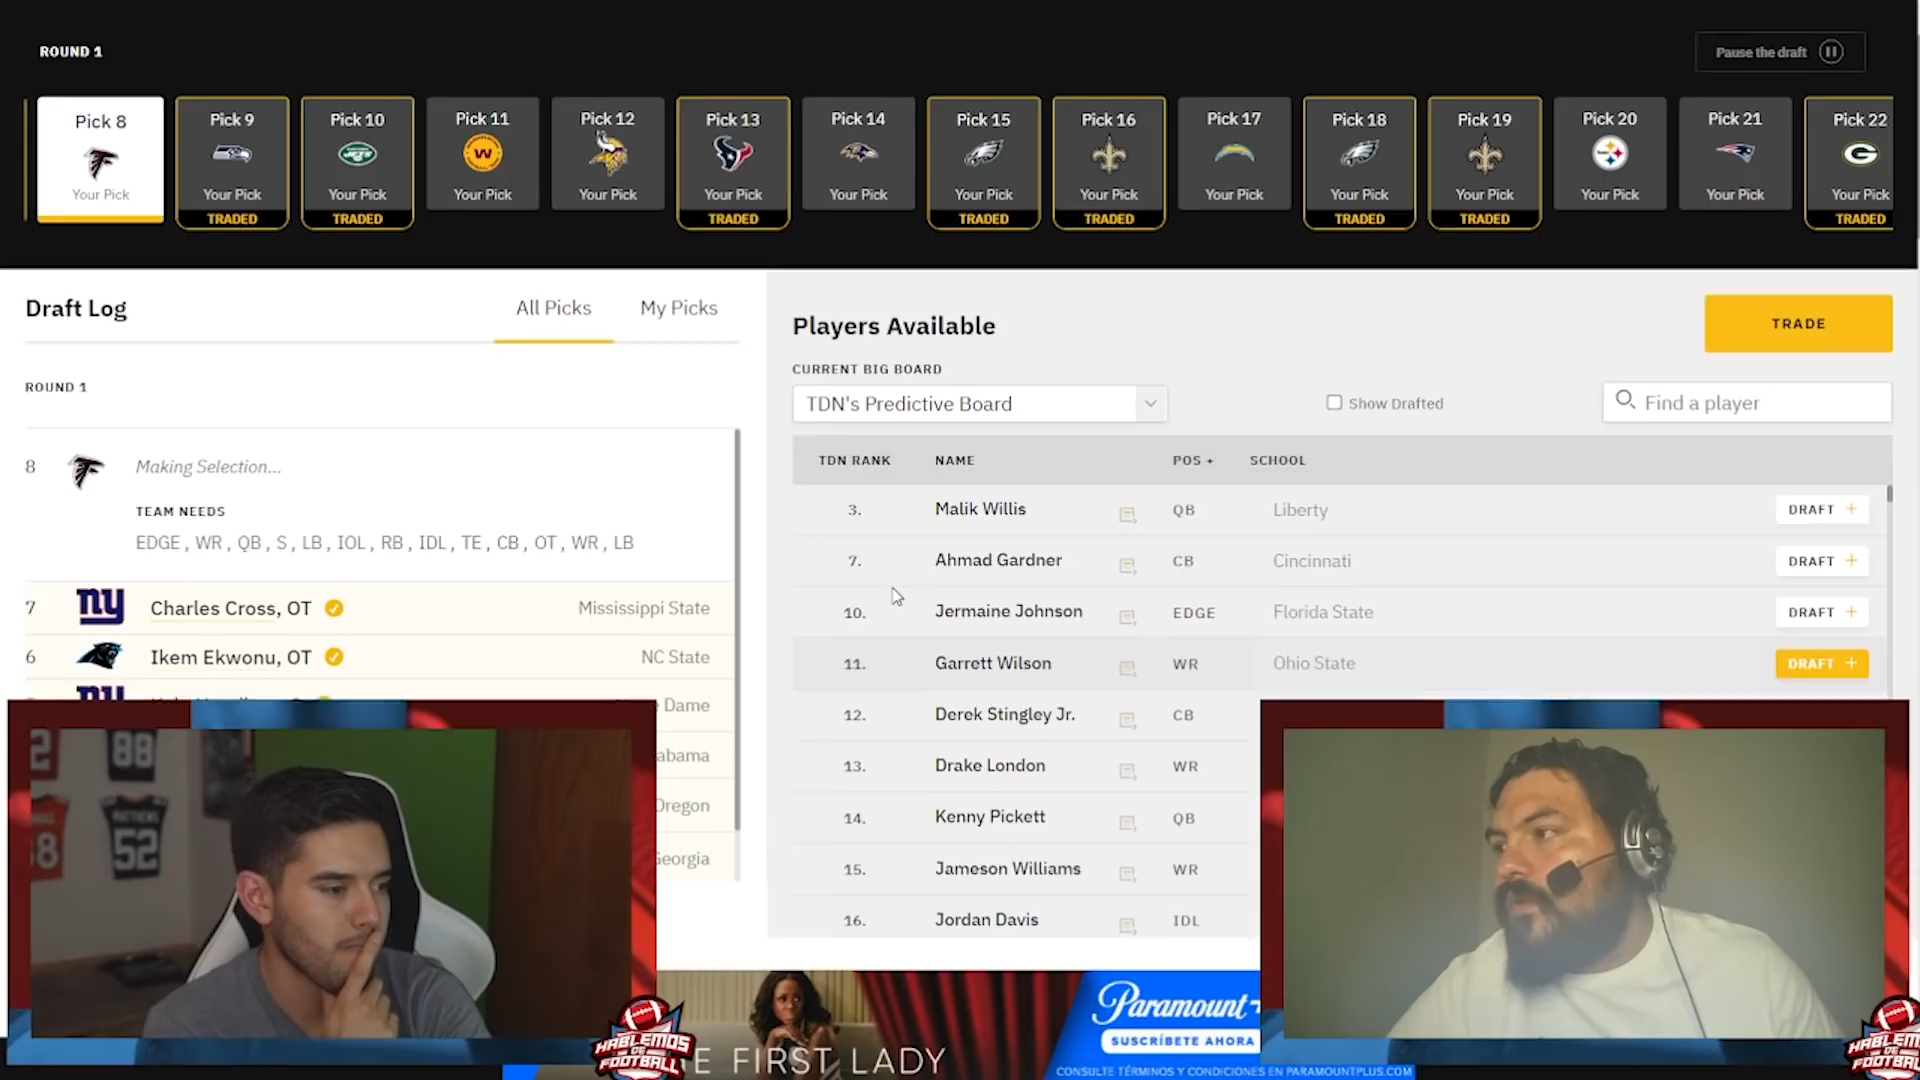 ROUND 1
Pause the draft
Pick 8
Your Pick
Pick 9
Your Pick
TRADED
Pick 10
Your Pick
TRADED
Pick 11
W
Your Pick
Pick 12
Your Pick
Pick 13
Your Pick
TRADED
Pick 14
Your Pick
Pick 15
Your Pick
TRADED
Pick 16
Your Pick
TRADED
Pick 17
Your Pick
Pick 18
Your Pick
TRADED
Pick 19
Your Pick
TRADED
Pick 20
Your Pick
Pick 21
Your Pick
Pick 22
G
Your Pick
TRADED
Draft Log
All Picks
My Picks
ROUND 1
8 Making Selection...
TEAM NEEDS
EDGE , WR , QB , S , LB , IOL , RB , IDL , TE , CB , OT , WR , LB
7 ny Charles Cross, OT Mississippi State
6 Ikem Ekwonu, OT NC State
Dame
abama
Oregon
Georgia
Players Available
TRADE
CURRENT BIG BOARD
TDN's Predictive Board
Show Drafted
Find a player
TDN RANK NAME POS SCHOOL
3. Malik Willis QB Liberty DRAFT +
7. Ahmad Gardner CB Cincinnati DRAFT +
10. Jermaine Johnson EDGE Florida State DRAFT +
11. Garrett Wilson WR Ohio State DRAFT +
12. Derek Stingley Jr. CB
13. Drake London WR
14. Kenny Pickett QB
15. Jameson Williams WR
16. Jordan Davis IDL
2
88
52
8
HABLEMOS
DE
FOOTBALL
E FIRST LADY
Paramount+
SUSCRÍBETE AHORA
CONSULTE TÉRMINOS Y CONDICIONES EN PARAMOUNTPLUS.COM
HABLEM
DE
FOOTBAL